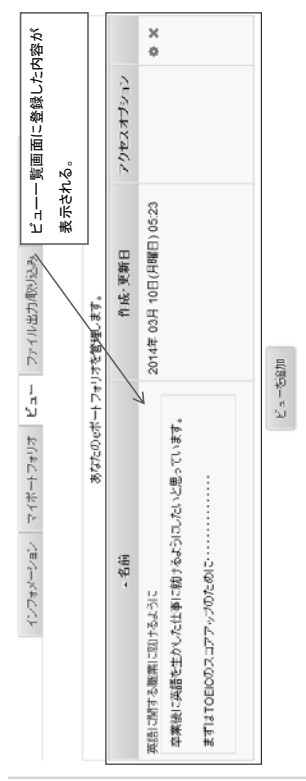 ビュー一覧画面に登録した内容が
表示される。
インフォメーション
マイポートフォリオ
ビュー
ファイル出力/取り込み
あなたのeポートフォリオを管理します。
名前
作成・更新日
アクセスオプション
英語に関する職業に就けるように
2014年 03月 10日(月曜日) 05:23
卒業後に英語を生かした仕事に就けるようにしたいと思っています。
まずはTOEICのスコアアップのために・・・・・・・・・・・・・・・
ビューを追加